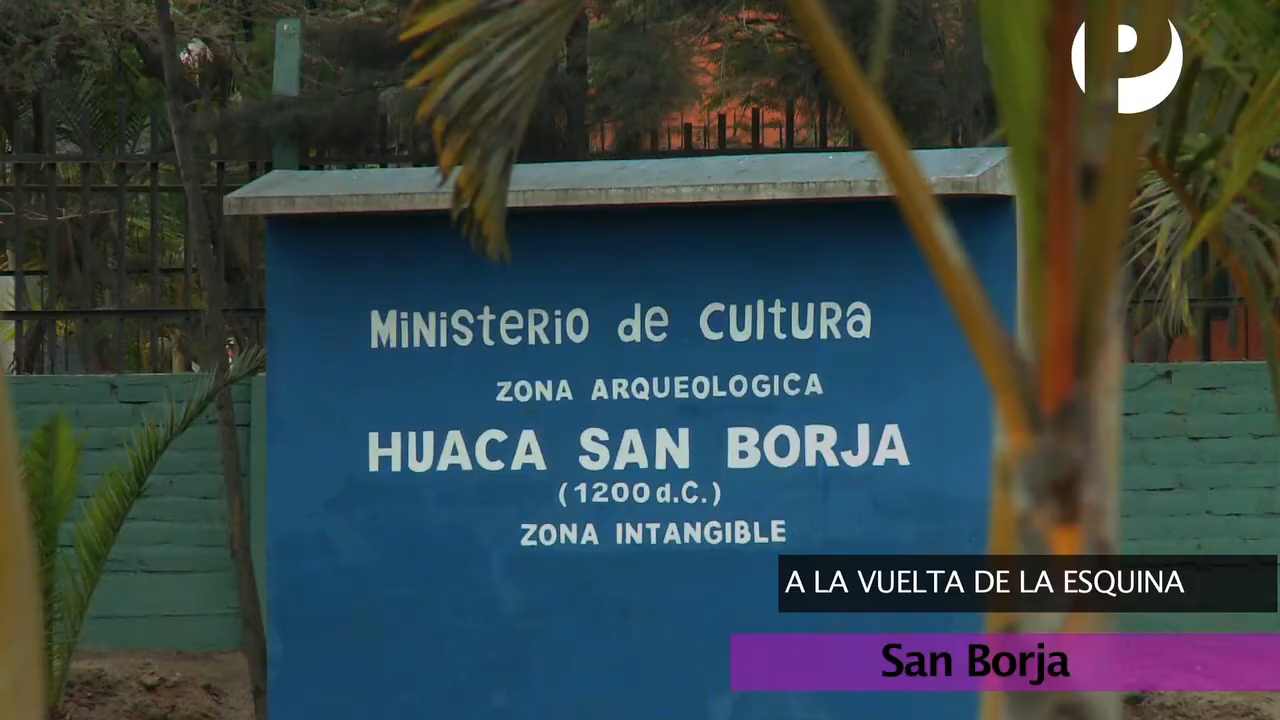 MiNisteRiO de CultuRa
ZONA ARQUEOLOGICA
HUACA SAN BORJA
(1200 d.C.)
ZONA INTANGIBLE
A LA VUELTA DE LA ESQUINA
San Borja